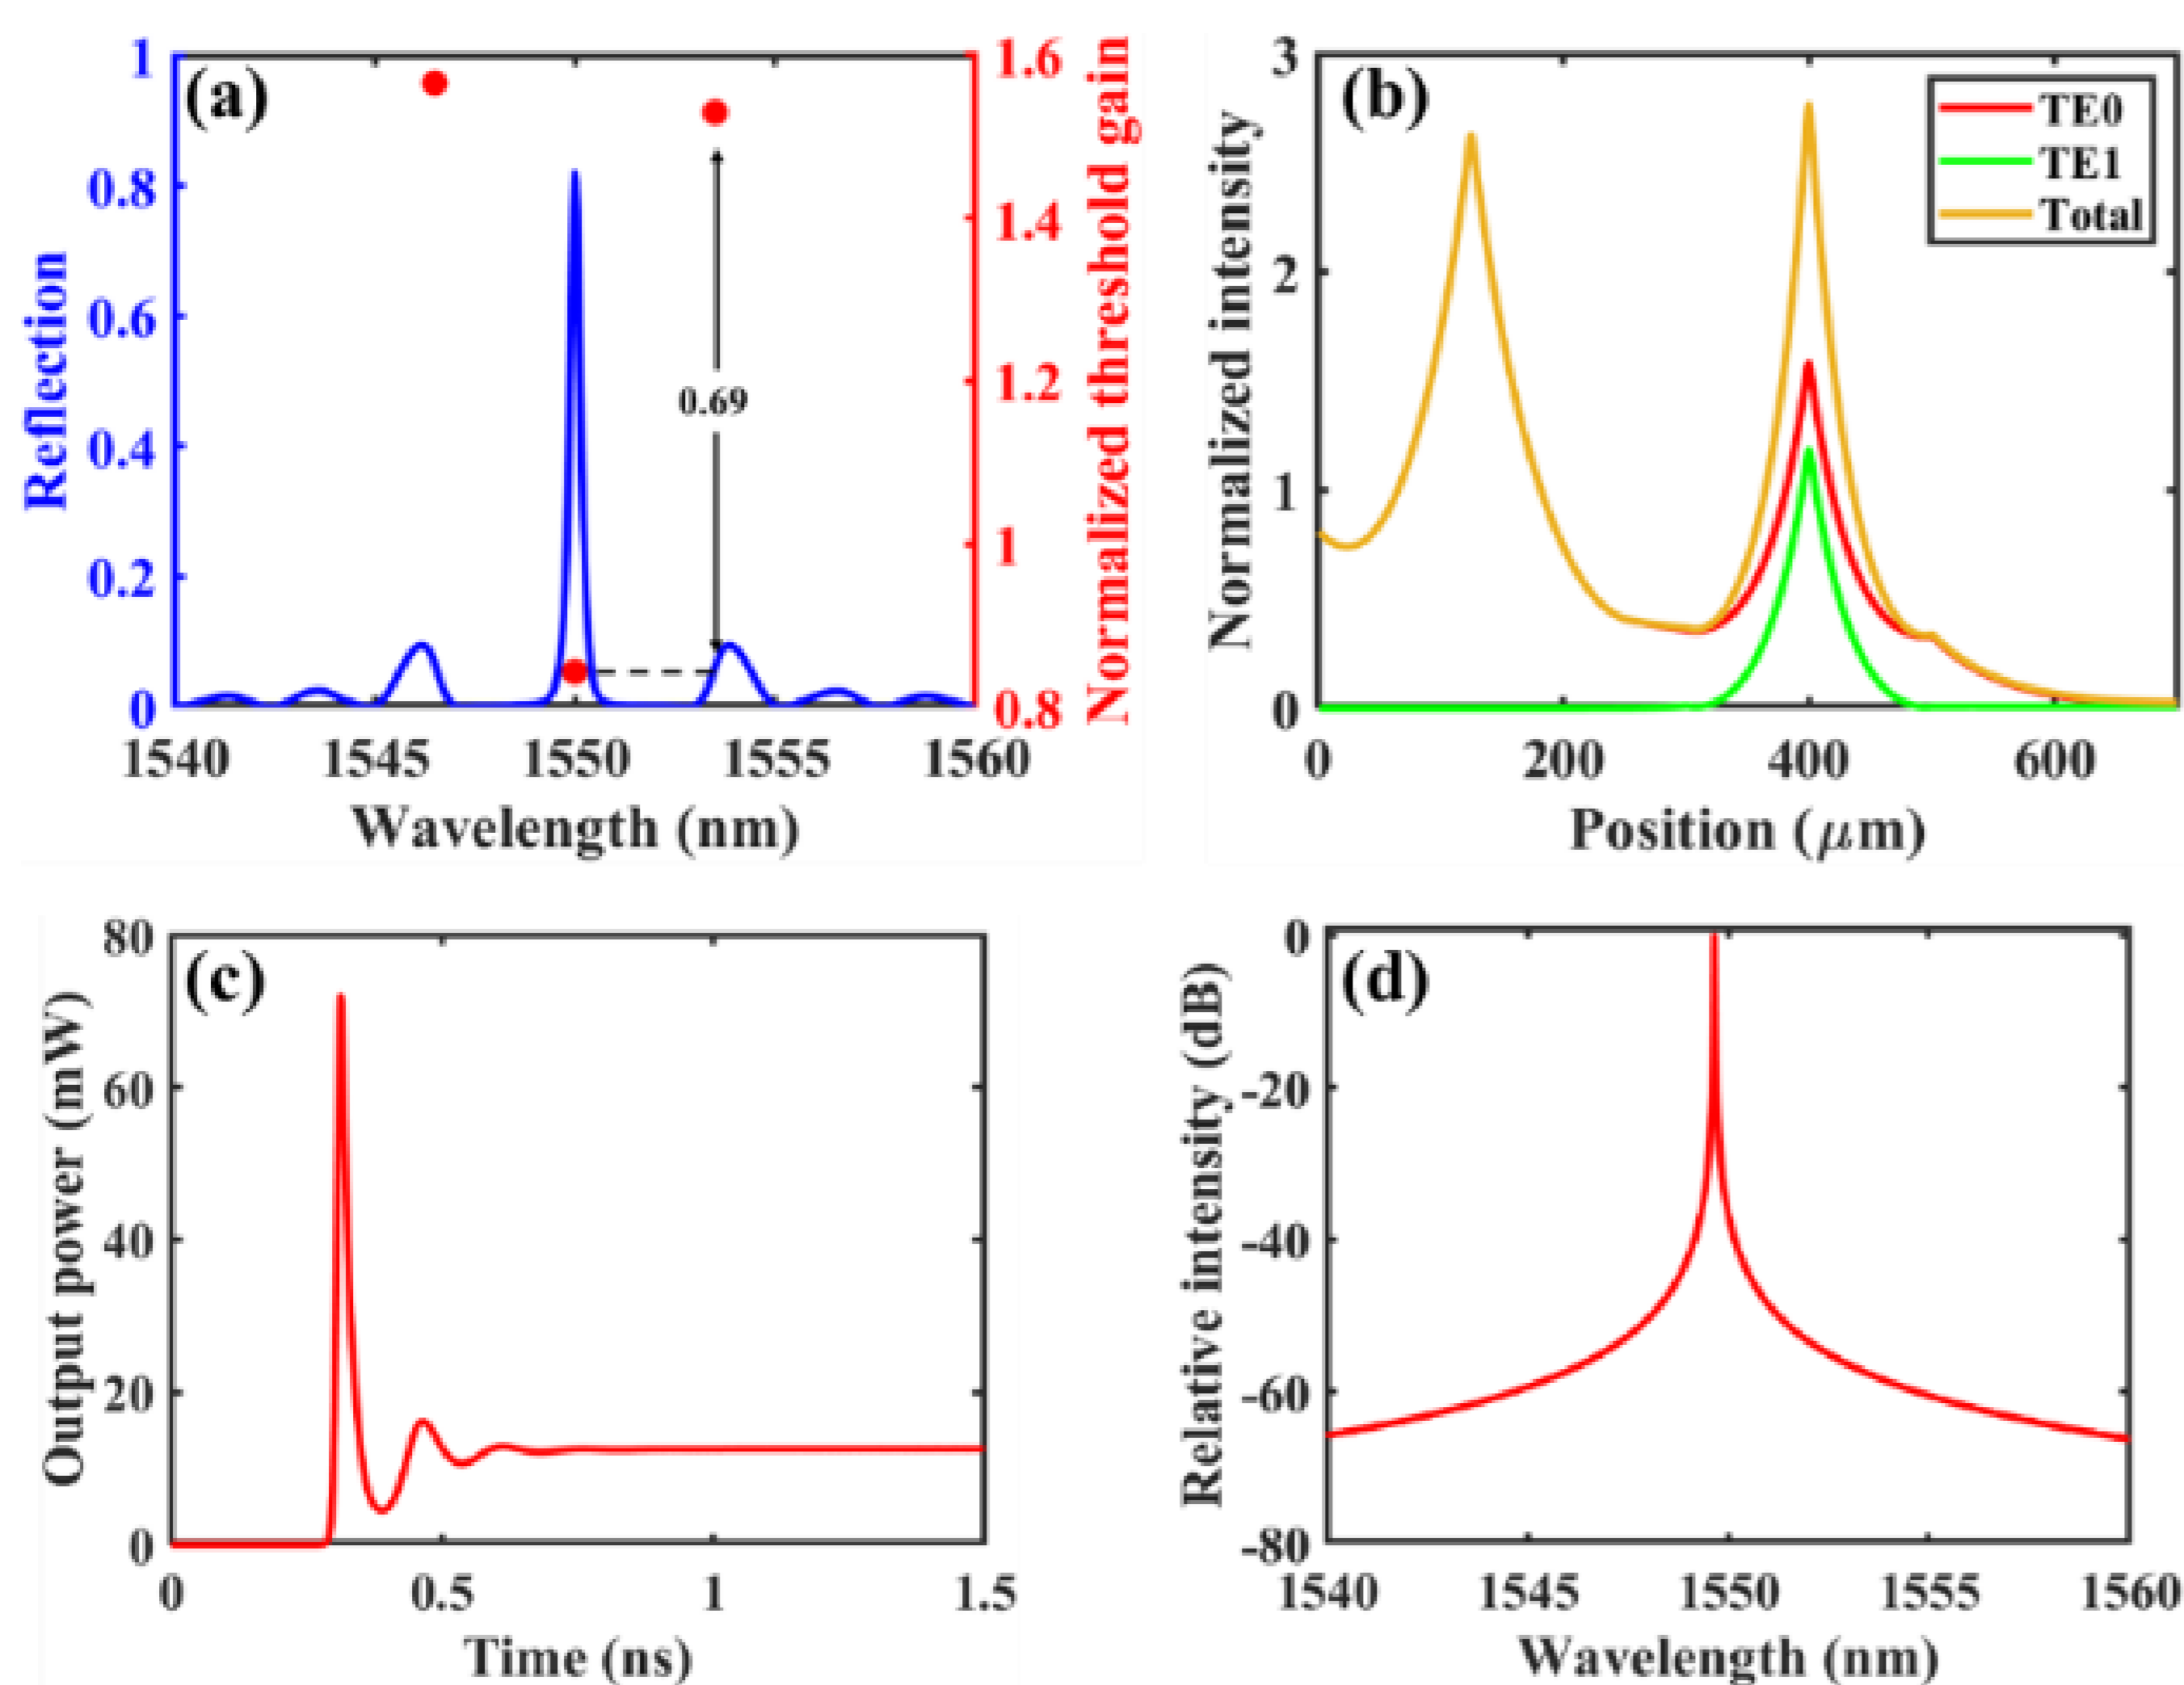 (a)
1
0.8
0.6
0.4
0.2
0
Reflection
1.6
1.4
1.2
1
0.8
Normalized threshold gain
0.69
1540 1545 1550 1555 1560
Wavelength (nm)
(b)
3
2
1
0
Normalized intensity
TE0
TE1
Total
0 200 400 600
Position (μm)
(c)
80
60
40
20
0
Output power (mW)
0 0.5 1 1.5
Time (ns)
(d)
0
-20
-40
-60
-80
Relative intensity (dB)
1540 1545 1550 1555 1560
Wavelength (nm)